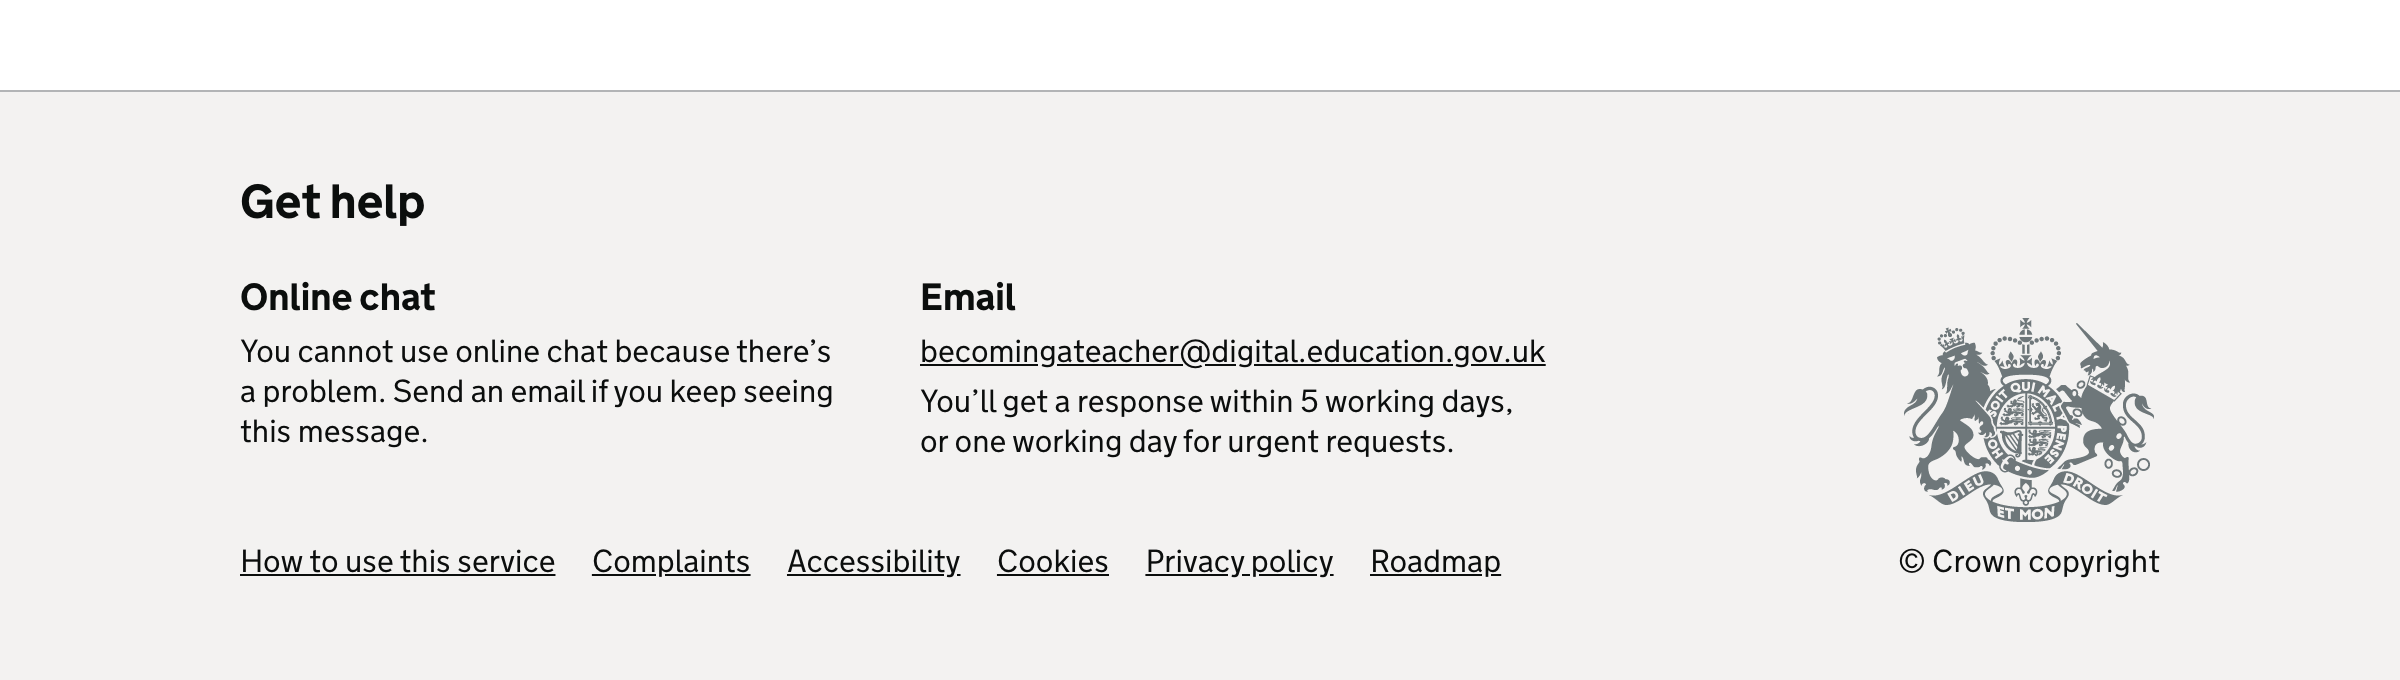 Get help
Online chat
You cannot use online chat because there’s
a problem. Send an email if you keep seeing
this message.
Email
becomingateacher@digital.education.gov.uk
You’ll get a response within 5 working days,
or one working day for urgent requests.
How to use this service
Complaints
Accessibility
Cookies
Privacy policy
Roadmap
SOIT QUI MAL Y PENSE
DIEU ET MON DROIT
© Crown copyright